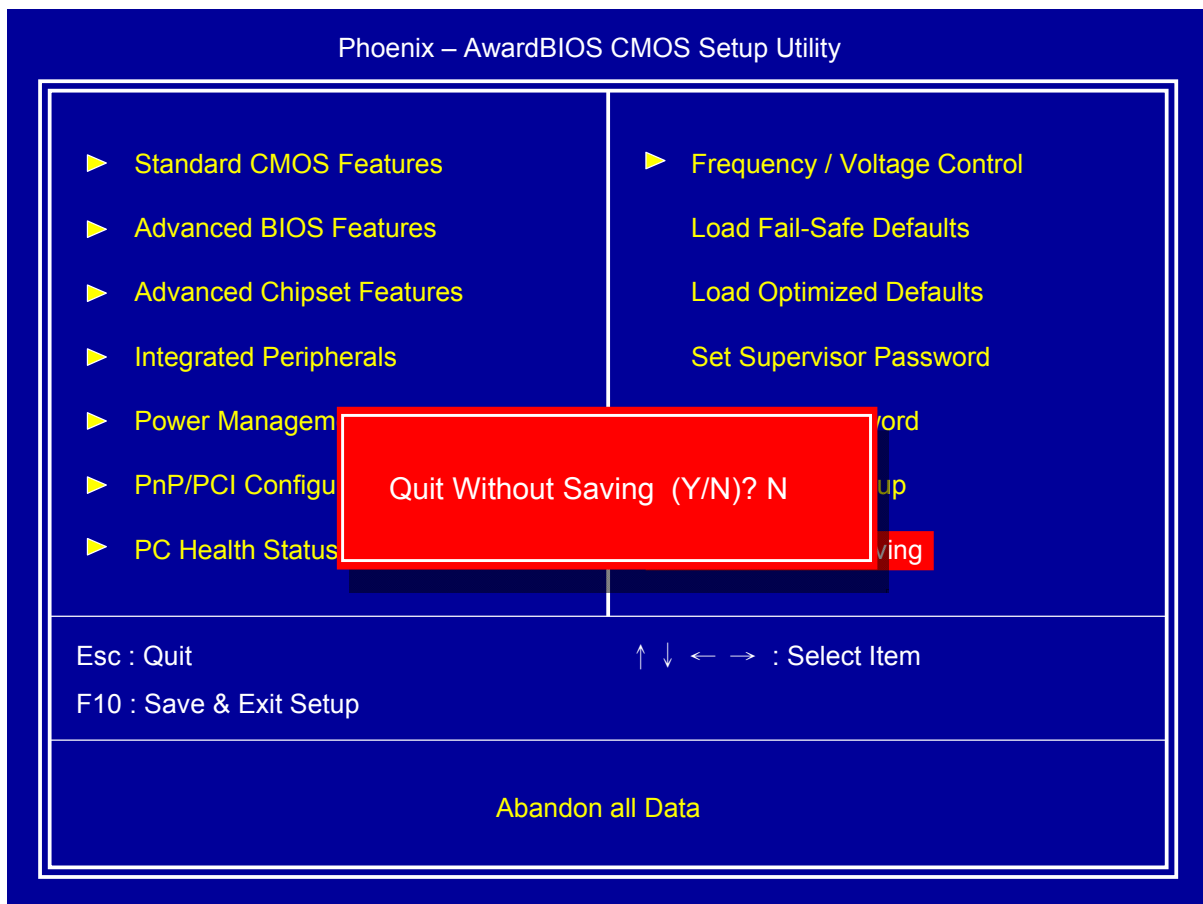 Phoenix – AwardBIOS CMOS Setup Utility
Standard CMOS Features
Advanced BIOS Features
Advanced Chipset Features
Integrated Peripherals
Power Managem
PnP/PCI Configu
PC Health Status
Frequency / Voltage Control
Load Fail-Safe Defaults
Load Optimized Defaults
Set Supervisor Password
ord
up
ving
Quit Without Saving (Y/N)? N
Esc : Quit
↑ ↓ ← → : Select Item
F10 : Save & Exit Setup
Abandon all Data